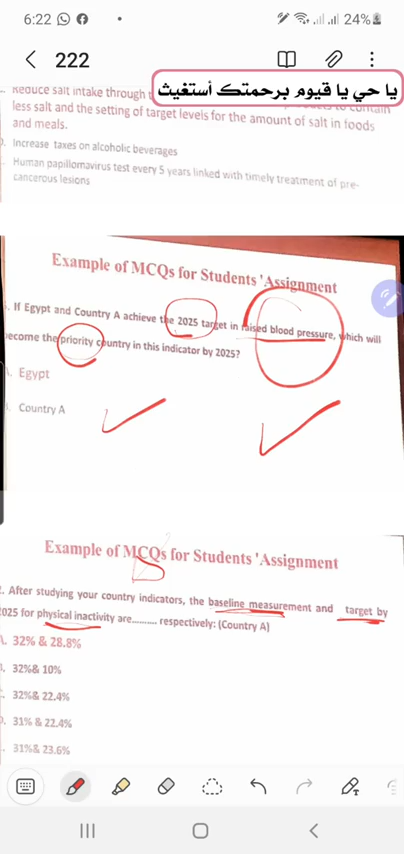 6:22
24%
222
يا حي يا قيوم برحمتك أستغيث
Reduce salt intake through
contain
less salt and the setting of target levels for the amount of salt in foods
and meals.
Increase taxes on alcoholic beverages
Human papillomavirus test every 5 years linked with timely treatment of pre-
cancerous lesions
Example of MCQs for Students 'Assignment
If Egypt and Country A achieve the 2025 target in raised blood pressure, which will
ecome the priority country in this indicator by 2025?
Egypt
Country A
Example of MCQs for Students 'Assignment
. After studying your country indicators, the baseline measurement and target by
025 for physical inactivity are.......... respectively: (Country A)
32% & 28.8%
32%& 10%
32%& 22.4%
31% & 22.4%
31%& 23.6%